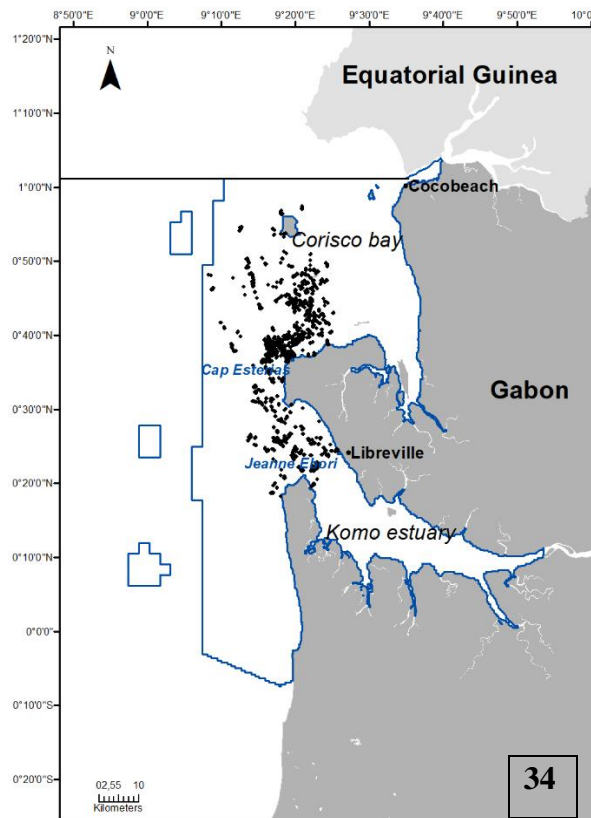 8°50'0"E 9°0'0"E 9°10'0"E 9°20'0"E 9°30'0"E 9°40'0"E 9°50'0"E 10°0
1°20'0"N
N
Equatorial Guinea
1°10'0"N
1°0'0"N
Cocobeach
Corisco bay
0°50'0"N
0°40'0"N
Cap Esterias
Gabon
0°30'0"N
Libreville
Jeanne Ebori
0°20'0"N
Komo estuary
0°10'0"N
0°0'0"
0°10'0"S
0°20'0"S
02,55 10
Kilometers
34